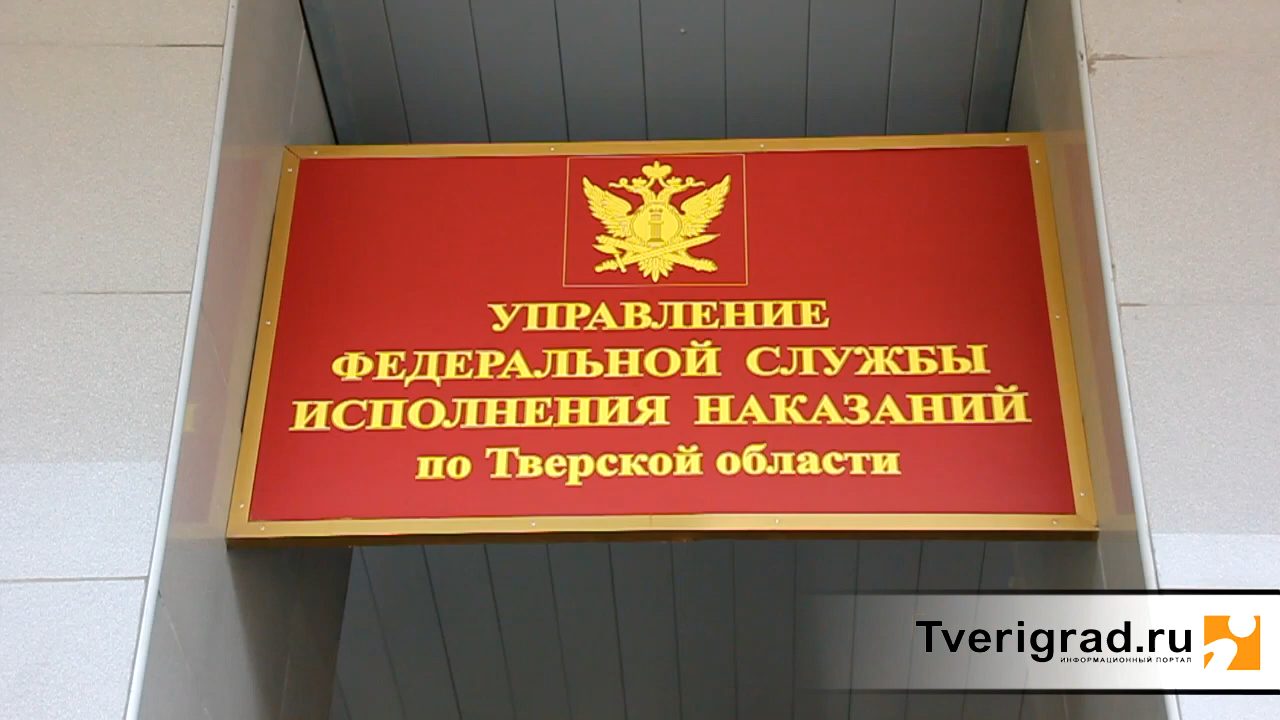 УПРАВЛЕНИЕ
ФЕДЕРАЛЬНОЙ СЛУЖБЫ
ИСПОЛНЕНИЯ НАКАЗАНИЙ
по Тверской области
Tverigrad.ru
ИНФОРМАЦИОННЫЙ ПОРТАЛ